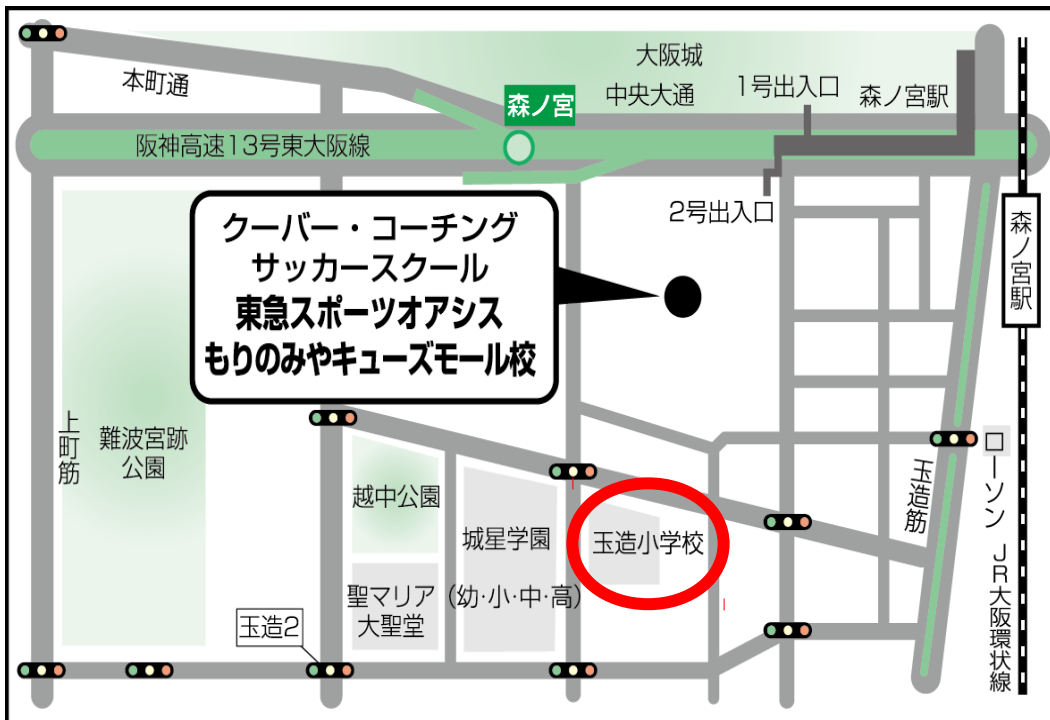 大阪城
本町通
中央大通
1号出入口
森ノ宮駅
森ノ宮
阪神高速13号東大阪線
2号出入口
クーバー・コーチング
サッカースクール
東急スポーツオアシス
もりのみやキューズモール校
森ノ宮駅
上町筋
難波宮跡
公園
越中公園
城星学園
(幼・小・中・高)
玉造小学校
聖マリア
大聖堂
玉造2
玉造筋
ローソン
JR大阪環状線